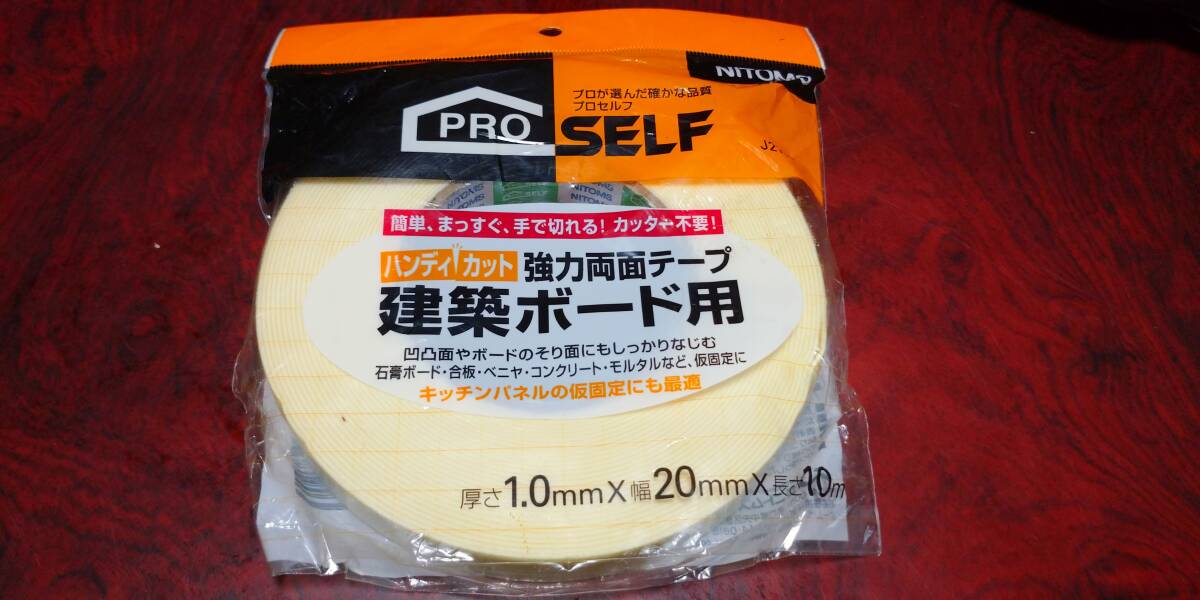 NITOMS
プロが選んだ確かな品質
プロセルフ
PRO SELF
NITOMS
NITOMS
簡単、まっすぐ、手で切れる! カッター不要!
ハンディカット 強力両面テープ
建築ボード用
凹凸面やボードのそり面にもしっかりなじむ
石膏ボード・合板・ベニヤ・コンクリート・モルタルなど、仮固定に
キッチンパネルの仮固定にも最適
厚さ1.0mm X 幅20mm X 長さ10m